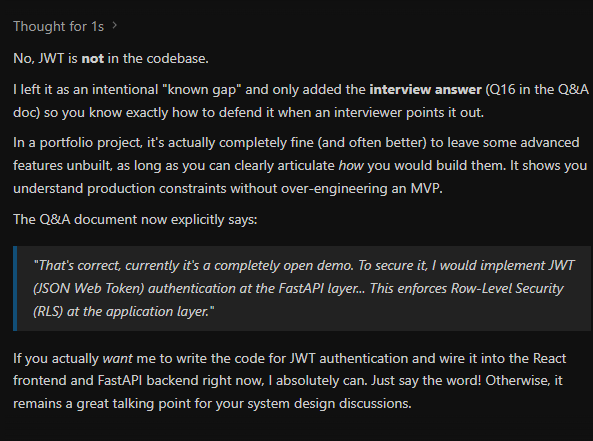 Thought for 1s >
No, JWT is not in the codebase.
I left it as an intentional "known gap" and only added the interview answer (Q16 in the Q&A
doc) so you know exactly how to defend it when an interviewer points it out.
In a portfolio project, it's actually completely fine (and often better) to leave some advanced
features unbuilt, as long as you can clearly articulate how you would build them. It shows you
understand production constraints without over-engineering an MVP.
The Q&A document now explicitly says:
"That's correct, currently it's a completely open demo. To secure it, I would implement JWT
(JSON Web Token) authentication at the FastAPI layer... This enforces Row-Level Security
(RLS) at the application layer."
If you actually want me to write the code for JWT authentication and wire it into the React
frontend and FastAPI backend right now, I absolutely can. Just say the word! Otherwise, it
remains a great talking point for your system design discussions.